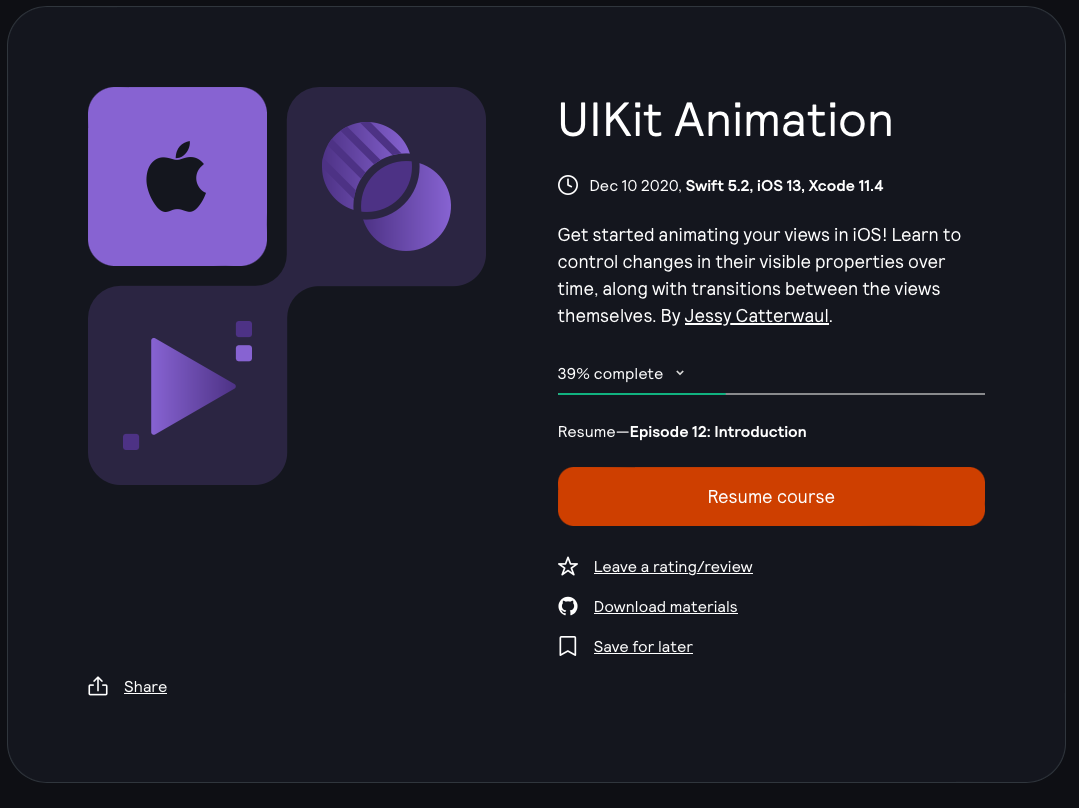 UIKit Animation
Dec 10 2020, Swift 5.2, iOS 13, Xcode 11.4
Get started animating your views in iOS! Learn to
control changes in their visible properties over
time, along with transitions between the views
themselves. By Jessy Catterwaul.
39% complete
Resume—Episode 12: Introduction
Resume course
Leave a rating/review
Download materials
Save for later
Share